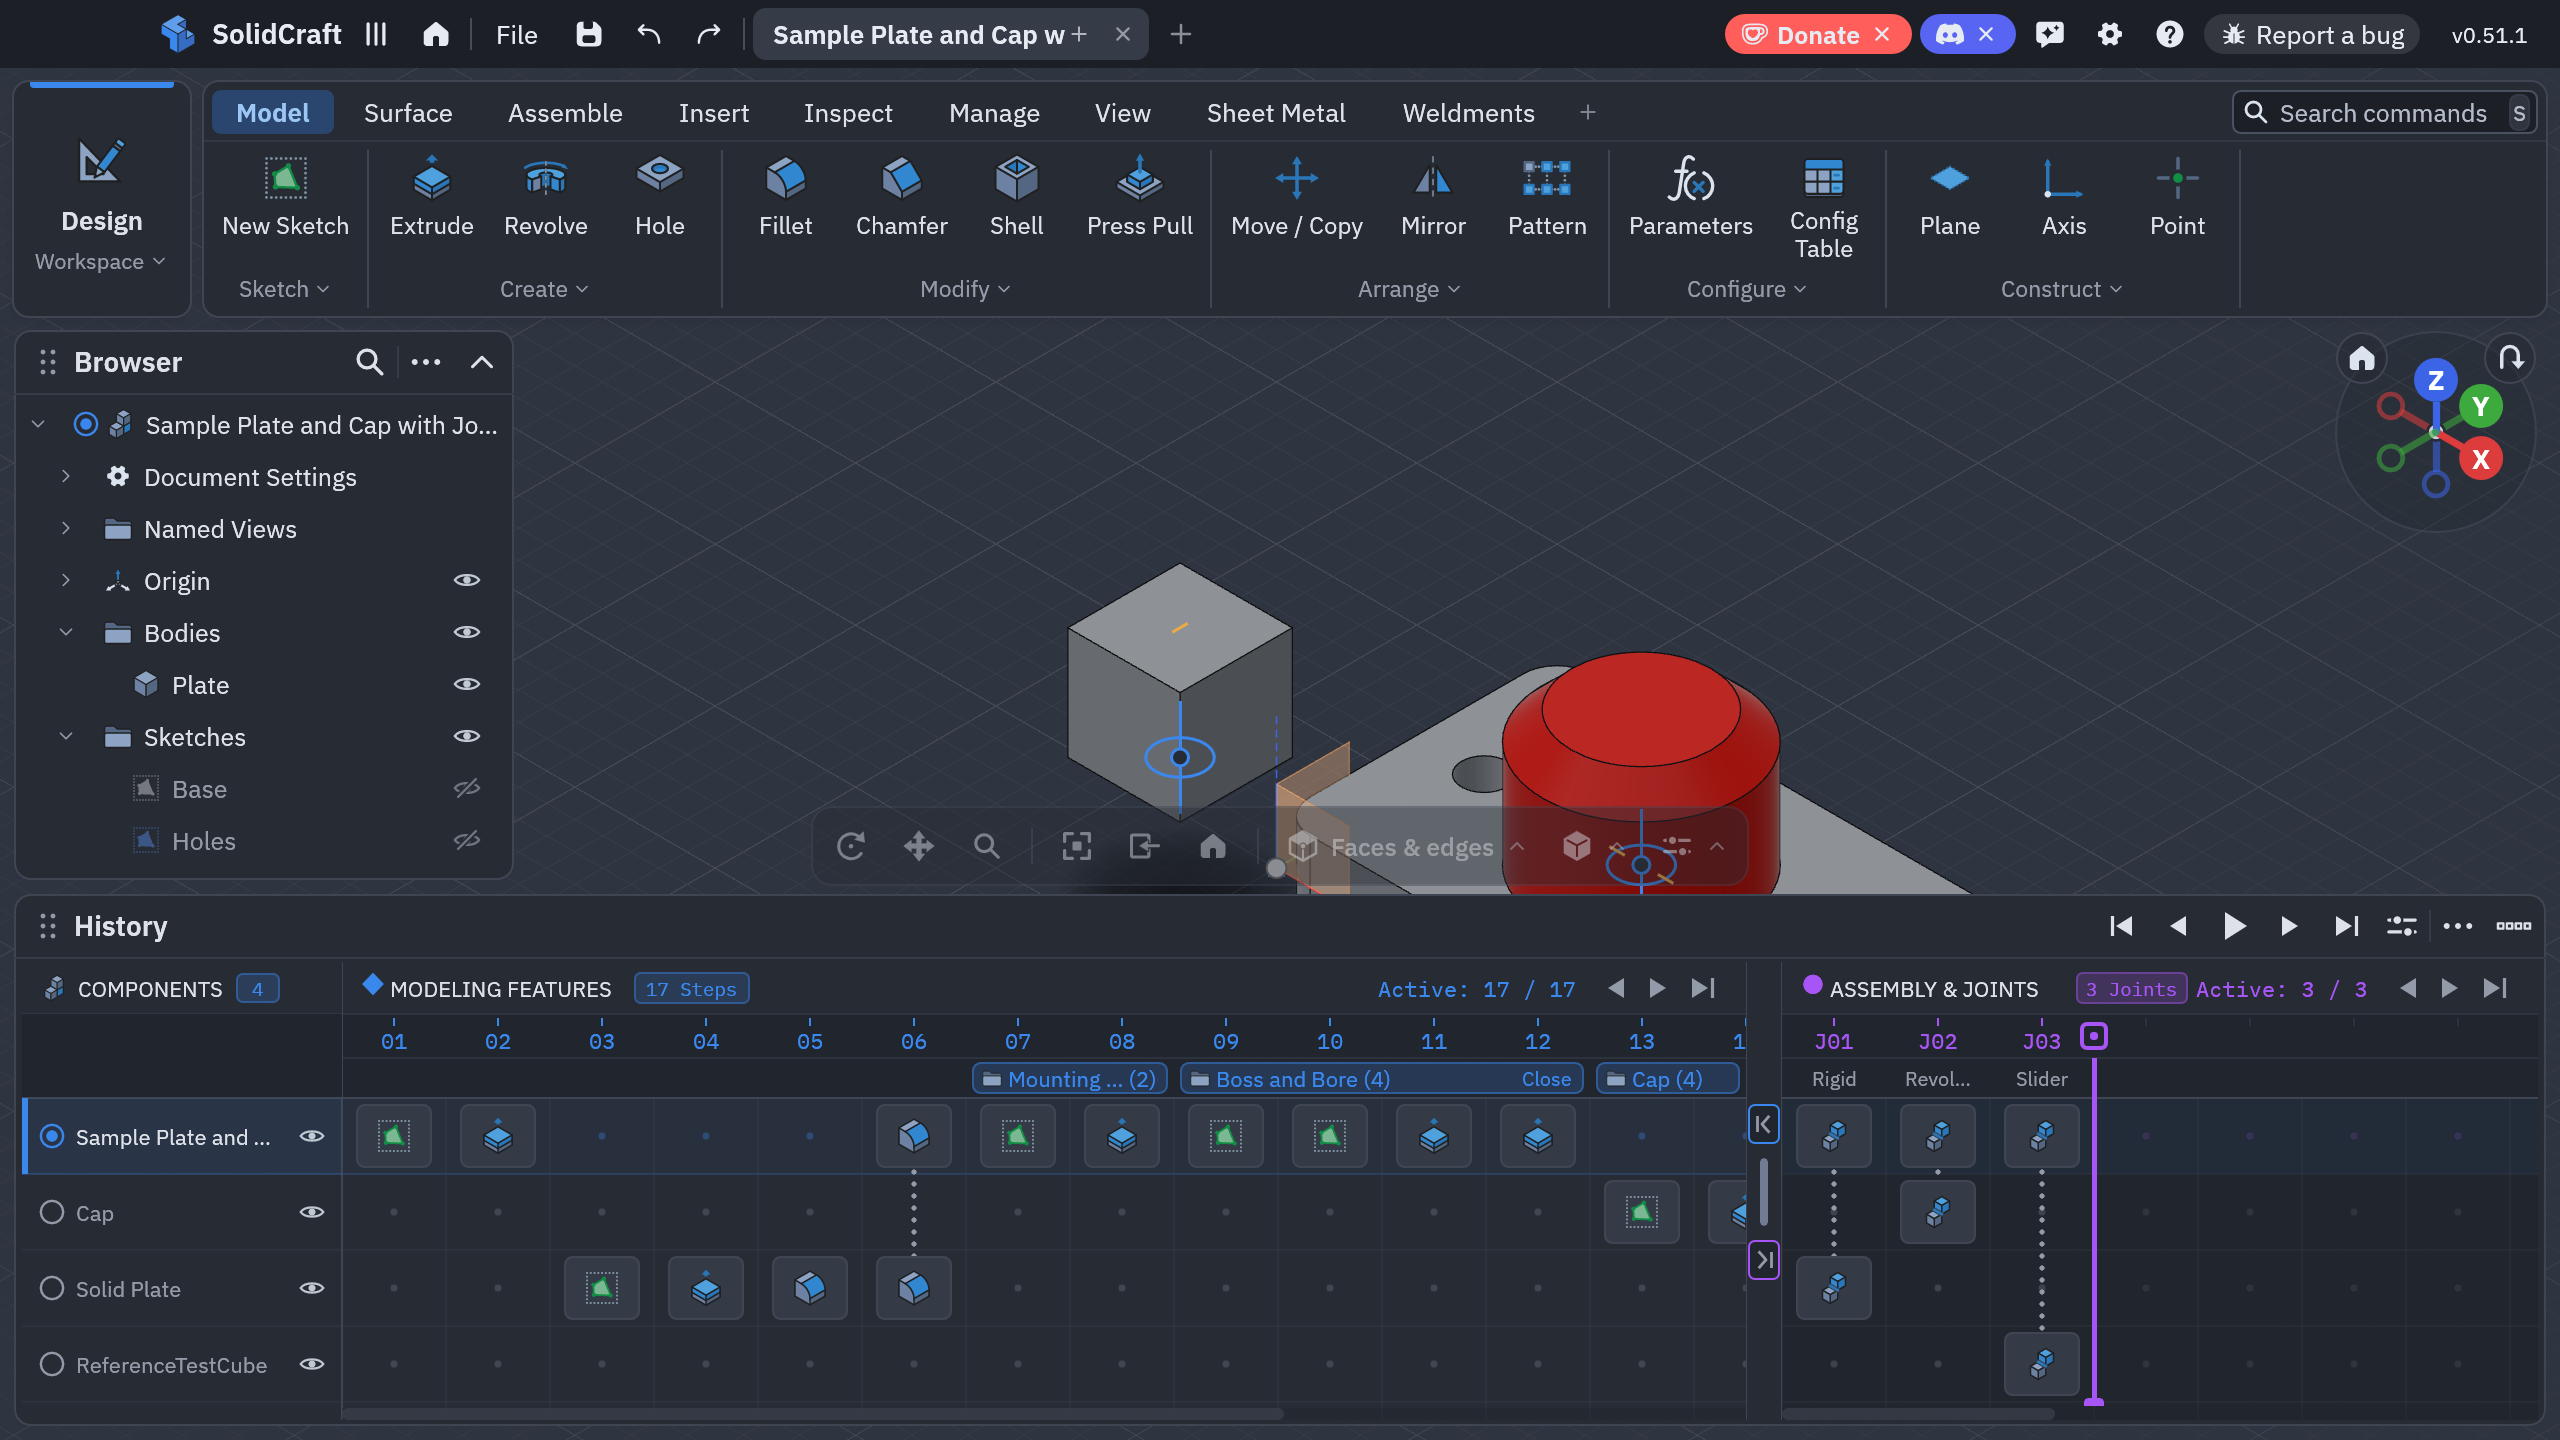 SolidCraft
File
Sample Plate and Cap w
Donate
Report a bug
v0.51.1
Design
Workspace
Model
Surface
Assemble
Insert
Inspect
Manage
View
Sheet Metal
Weldments
Search commands
S
New Sketch
Extrude
Revolve
Hole
Fillet
Chamfer
Shell
Press Pull
Move / Copy
Mirror
Pattern
Parameters
Config
Table
Plane
Axis
Point
Sketch
Create
Modify
Arrange
Configure
Construct
Browser
Sample Plate and Cap with Jo...
Document Settings
Named Views
Origin
Bodies
Plate
Sketches
Base
Holes
Z
Y
X
Faces & edges
History
COMPONENTS
4
MODELING FEATURES
17 Steps
Active: 17 / 17
ASSEMBLY & JOINTS
3 Joints
Active: 3 / 3
01
02
03
04
05
06
07
08
09
10
11
12
13
J01
J02
J03
Mounting ... (2)
Boss and Bore (4)
Close
Cap (4)
Rigid
Revol...
Slider
Sample Plate and ...
Cap
Solid Plate
ReferenceTestCube